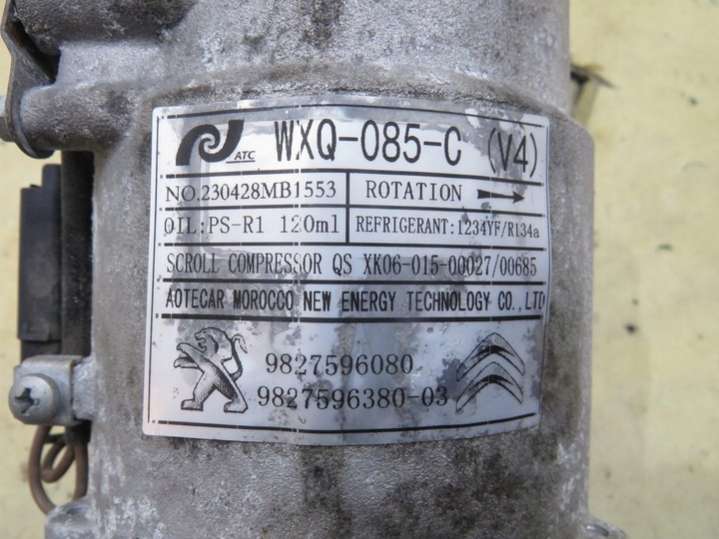 ATC WXQ-085-C (V4)
NO.230428MB1553 ROTATION
OIL:PS-R1 120ml REFRIGERANT:1234YF/R134a
SCROLL COMPRESSOR QS XK06-015-00027/00685
AOTECAR MOROCCO NEW ENERGY TECHNOLOGY CO.,LTD
9827596080
9827596380-03